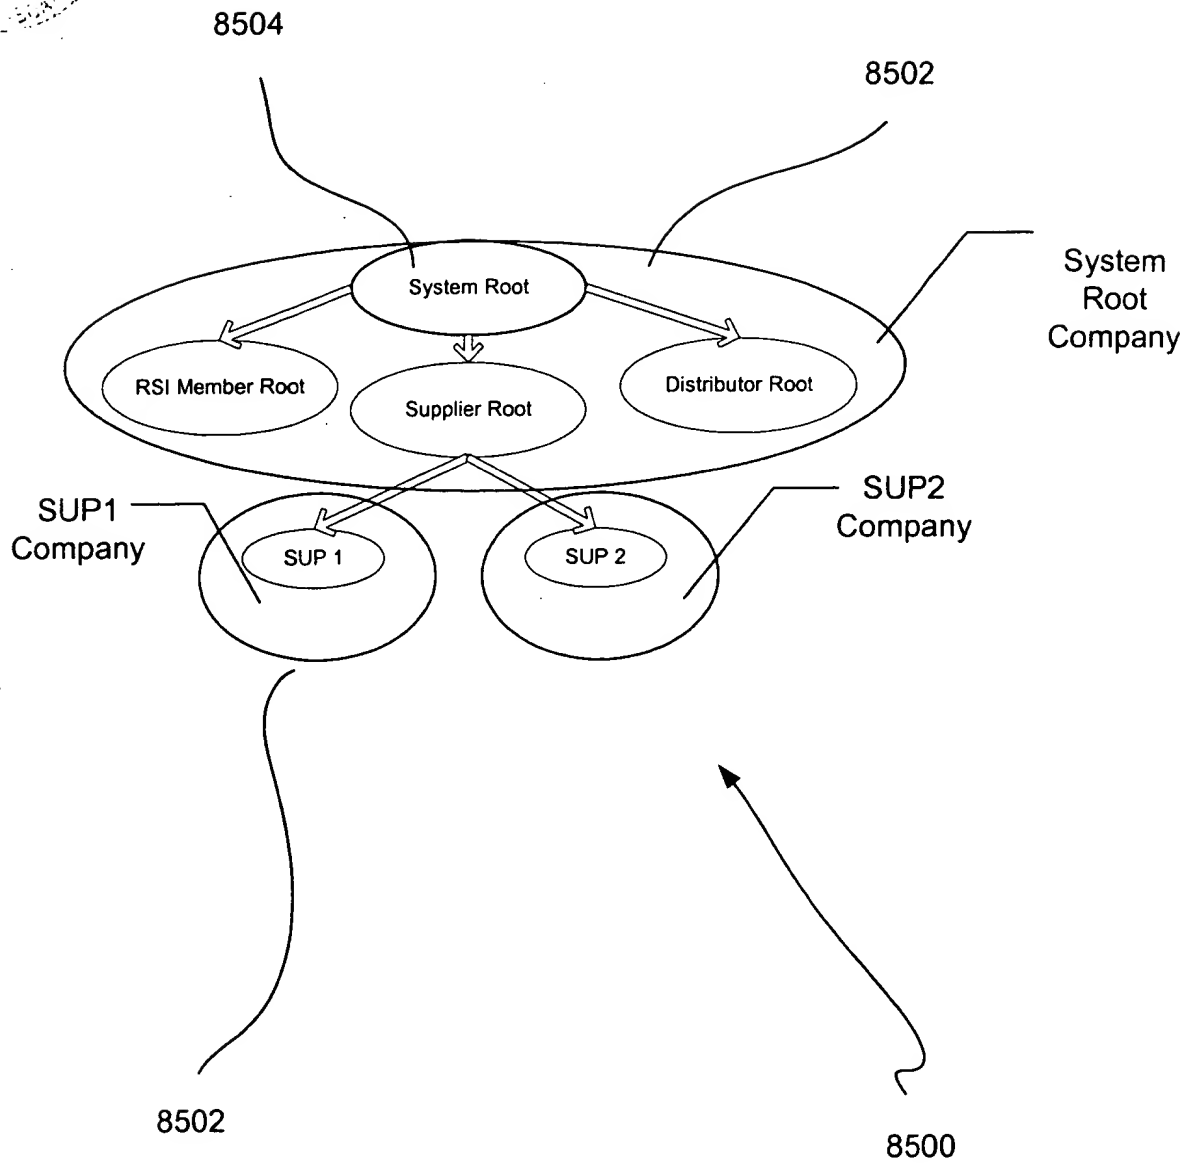 8504
8502
System Root
System
Root
Company
RSI Member Root
Supplier Root
Distributor Root
SUP1
Company
SUP2
Company
SUP 1
SUP 2
8502
8500